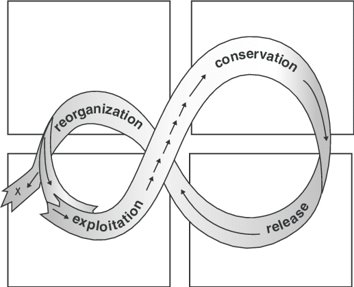 conservation
reorganization
x
exploitation
release